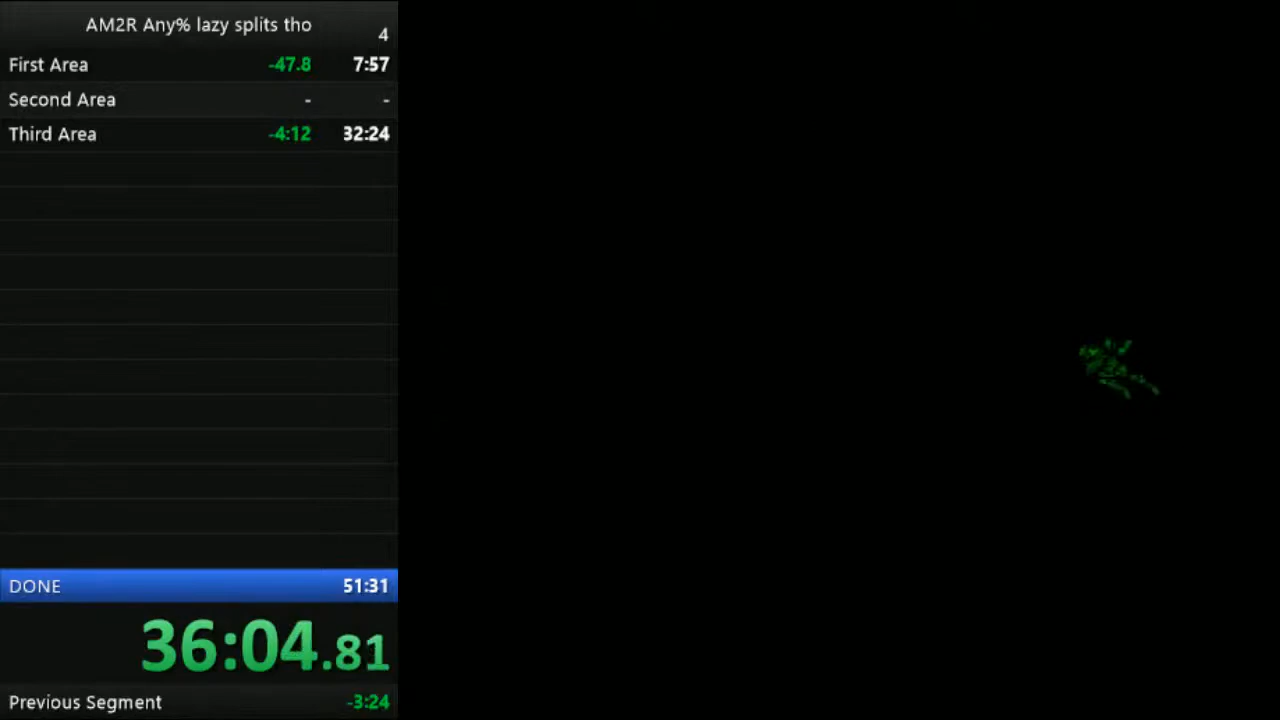 AM2R Any% lazy splits tho
4
First Area -47.8 7:57
Second Area - -
Third Area -4:12 32:24
DONE 51:31
36:04.81
Previous Segment -3:24